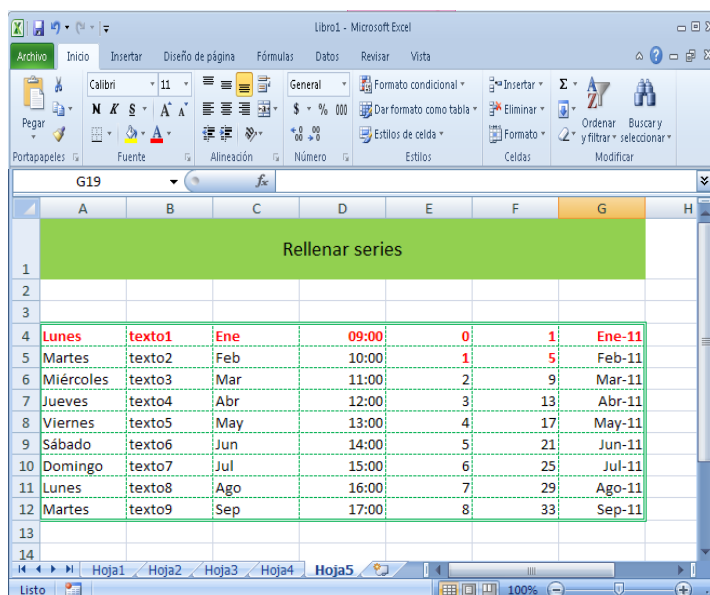 Libro1 - Microsoft Excel
Archivo Inicio Insertar Diseño de página Fórmulas Datos Revisar Vista
Calibri 11 General Formato condicional Insertar Σ
N K S A A $ % 000 Dar formato como tabla Eliminar
Pegar A Estilos de celda Formato Ordenar y filtrar Buscar y seleccionar
Portapapeles Fuente Alineación Número Estilos Celdas Modificar
G19 fx
A B C D E F G H
1 Rellenar series
2
3
4 Lunes texto1 Ene 09:00 0 1 Ene-11
5 Martes texto2 Feb 10:00 1 5 Feb-11
6 Miércoles texto3 Mar 11:00 2 9 Mar-11
7 Jueves texto4 Abr 12:00 3 13 Abr-11
8 Viernes texto5 May 13:00 4 17 May-11
9 Sábado texto6 Jun 14:00 5 21 Jun-11
10 Domingo texto7 Jul 15:00 6 25 Jul-11
11 Lunes texto8 Ago 16:00 7 29 Ago-11
12 Martes texto9 Sep 17:00 8 33 Sep-11
13
14
Hoja1 Hoja2 Hoja3 Hoja4 Hoja5
Listo 100%